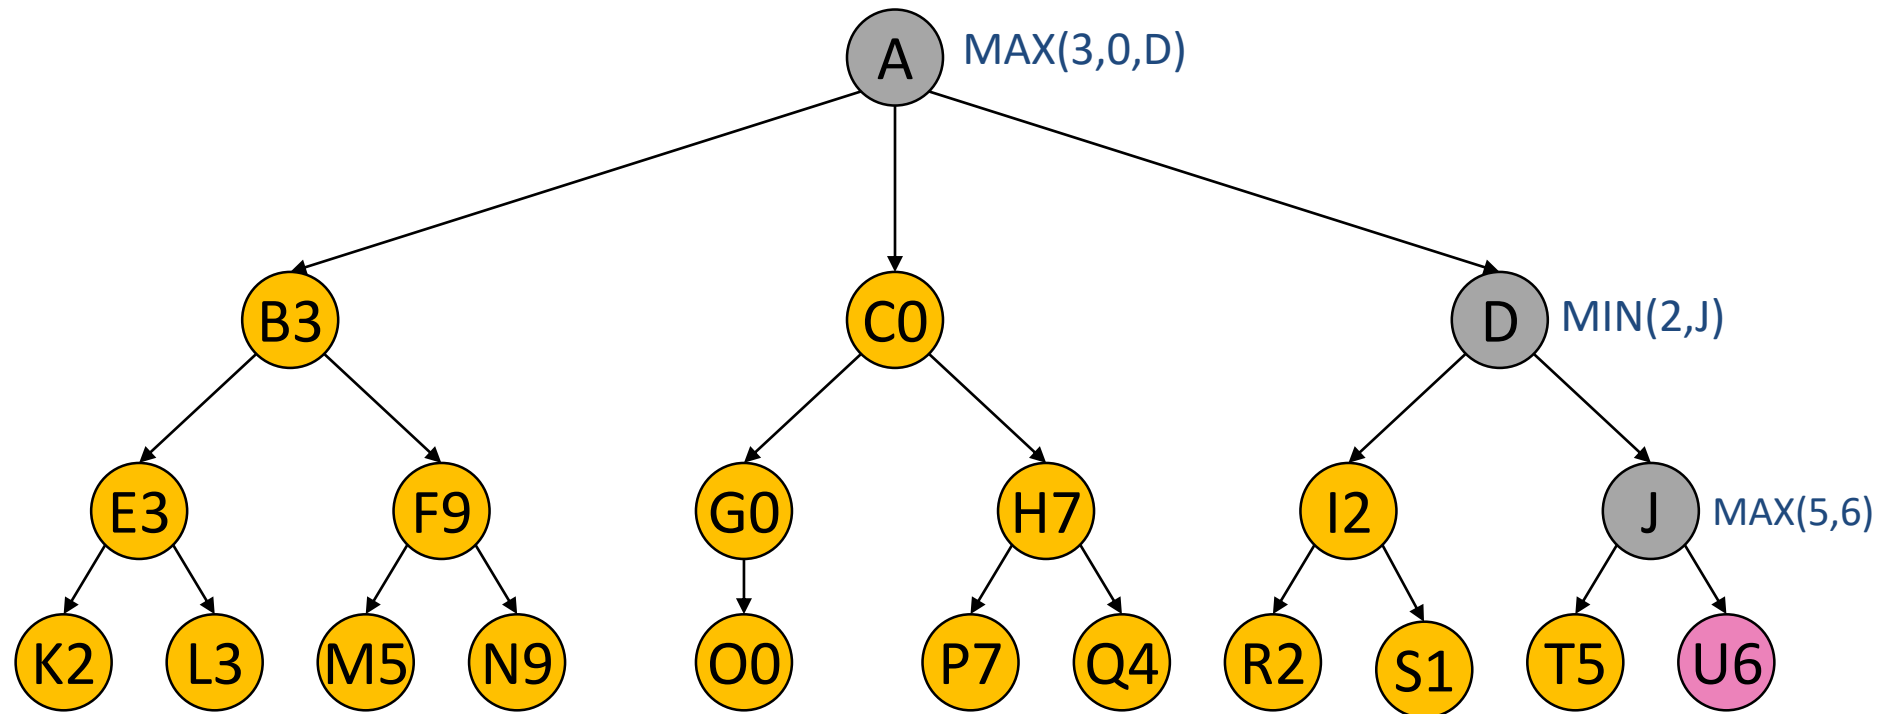 A MAX(3,0,D)
B3 C0 D MIN(2,J)
E3 F9 G0 H7 I2 J MAX(5,6)
K2 L3 M5 N9 O0 P7 Q4 R2 S1 T5 U6